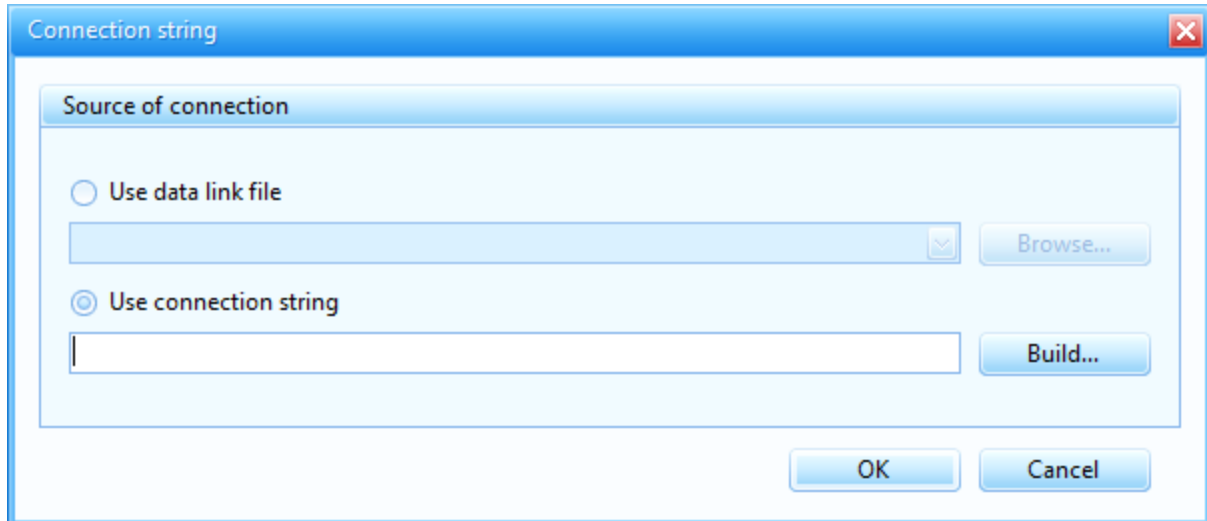 Connection string
Source of connection
Use data link file
Browse...
Use connection string
Build...
OK
Cancel